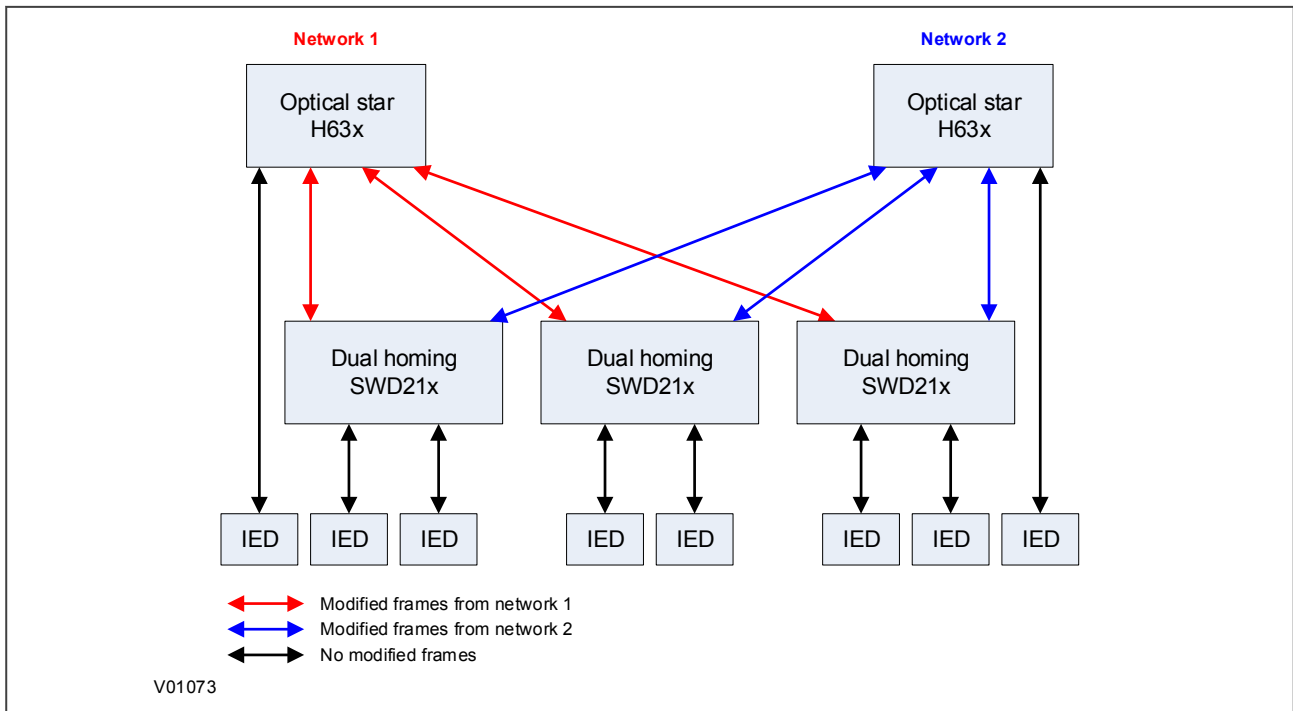 Network 1
Network 2
Optical star
H63x
Optical star
H63x
Dual homing
SWD21x
Dual homing
SWD21x
Dual homing
SWD21x
IED
IED
IED
IED
IED
IED
IED
IED
Modified frames from network 1
Modified frames from network 2
No modified frames
V01073